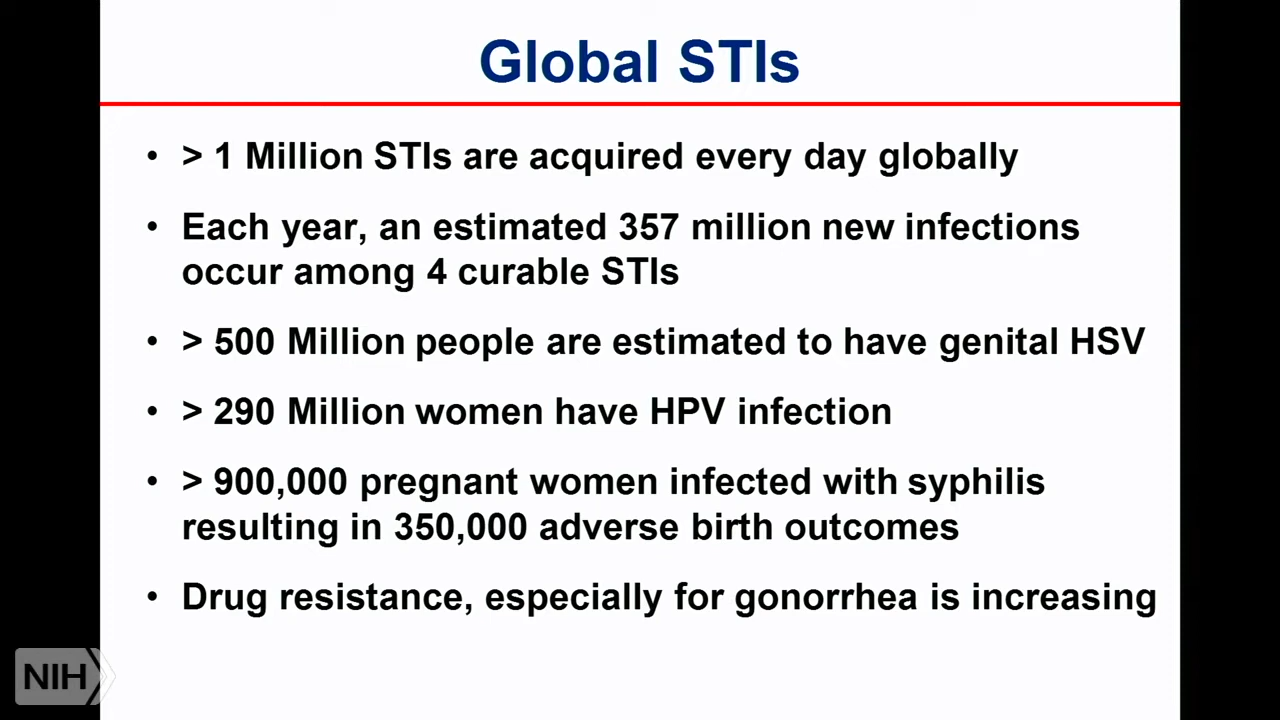 Global STIs
• > 1 Million STIs are acquired every day globally
• Each year, an estimated 357 million new infections
occur among 4 curable STIs
• > 500 Million people are estimated to have genital HSV
• > 290 Million women have HPV infection
• > 900,000 pregnant women infected with syphilis
resulting in 350,000 adverse birth outcomes
• Drug resistance, especially for gonorrhea is increasing
NIH